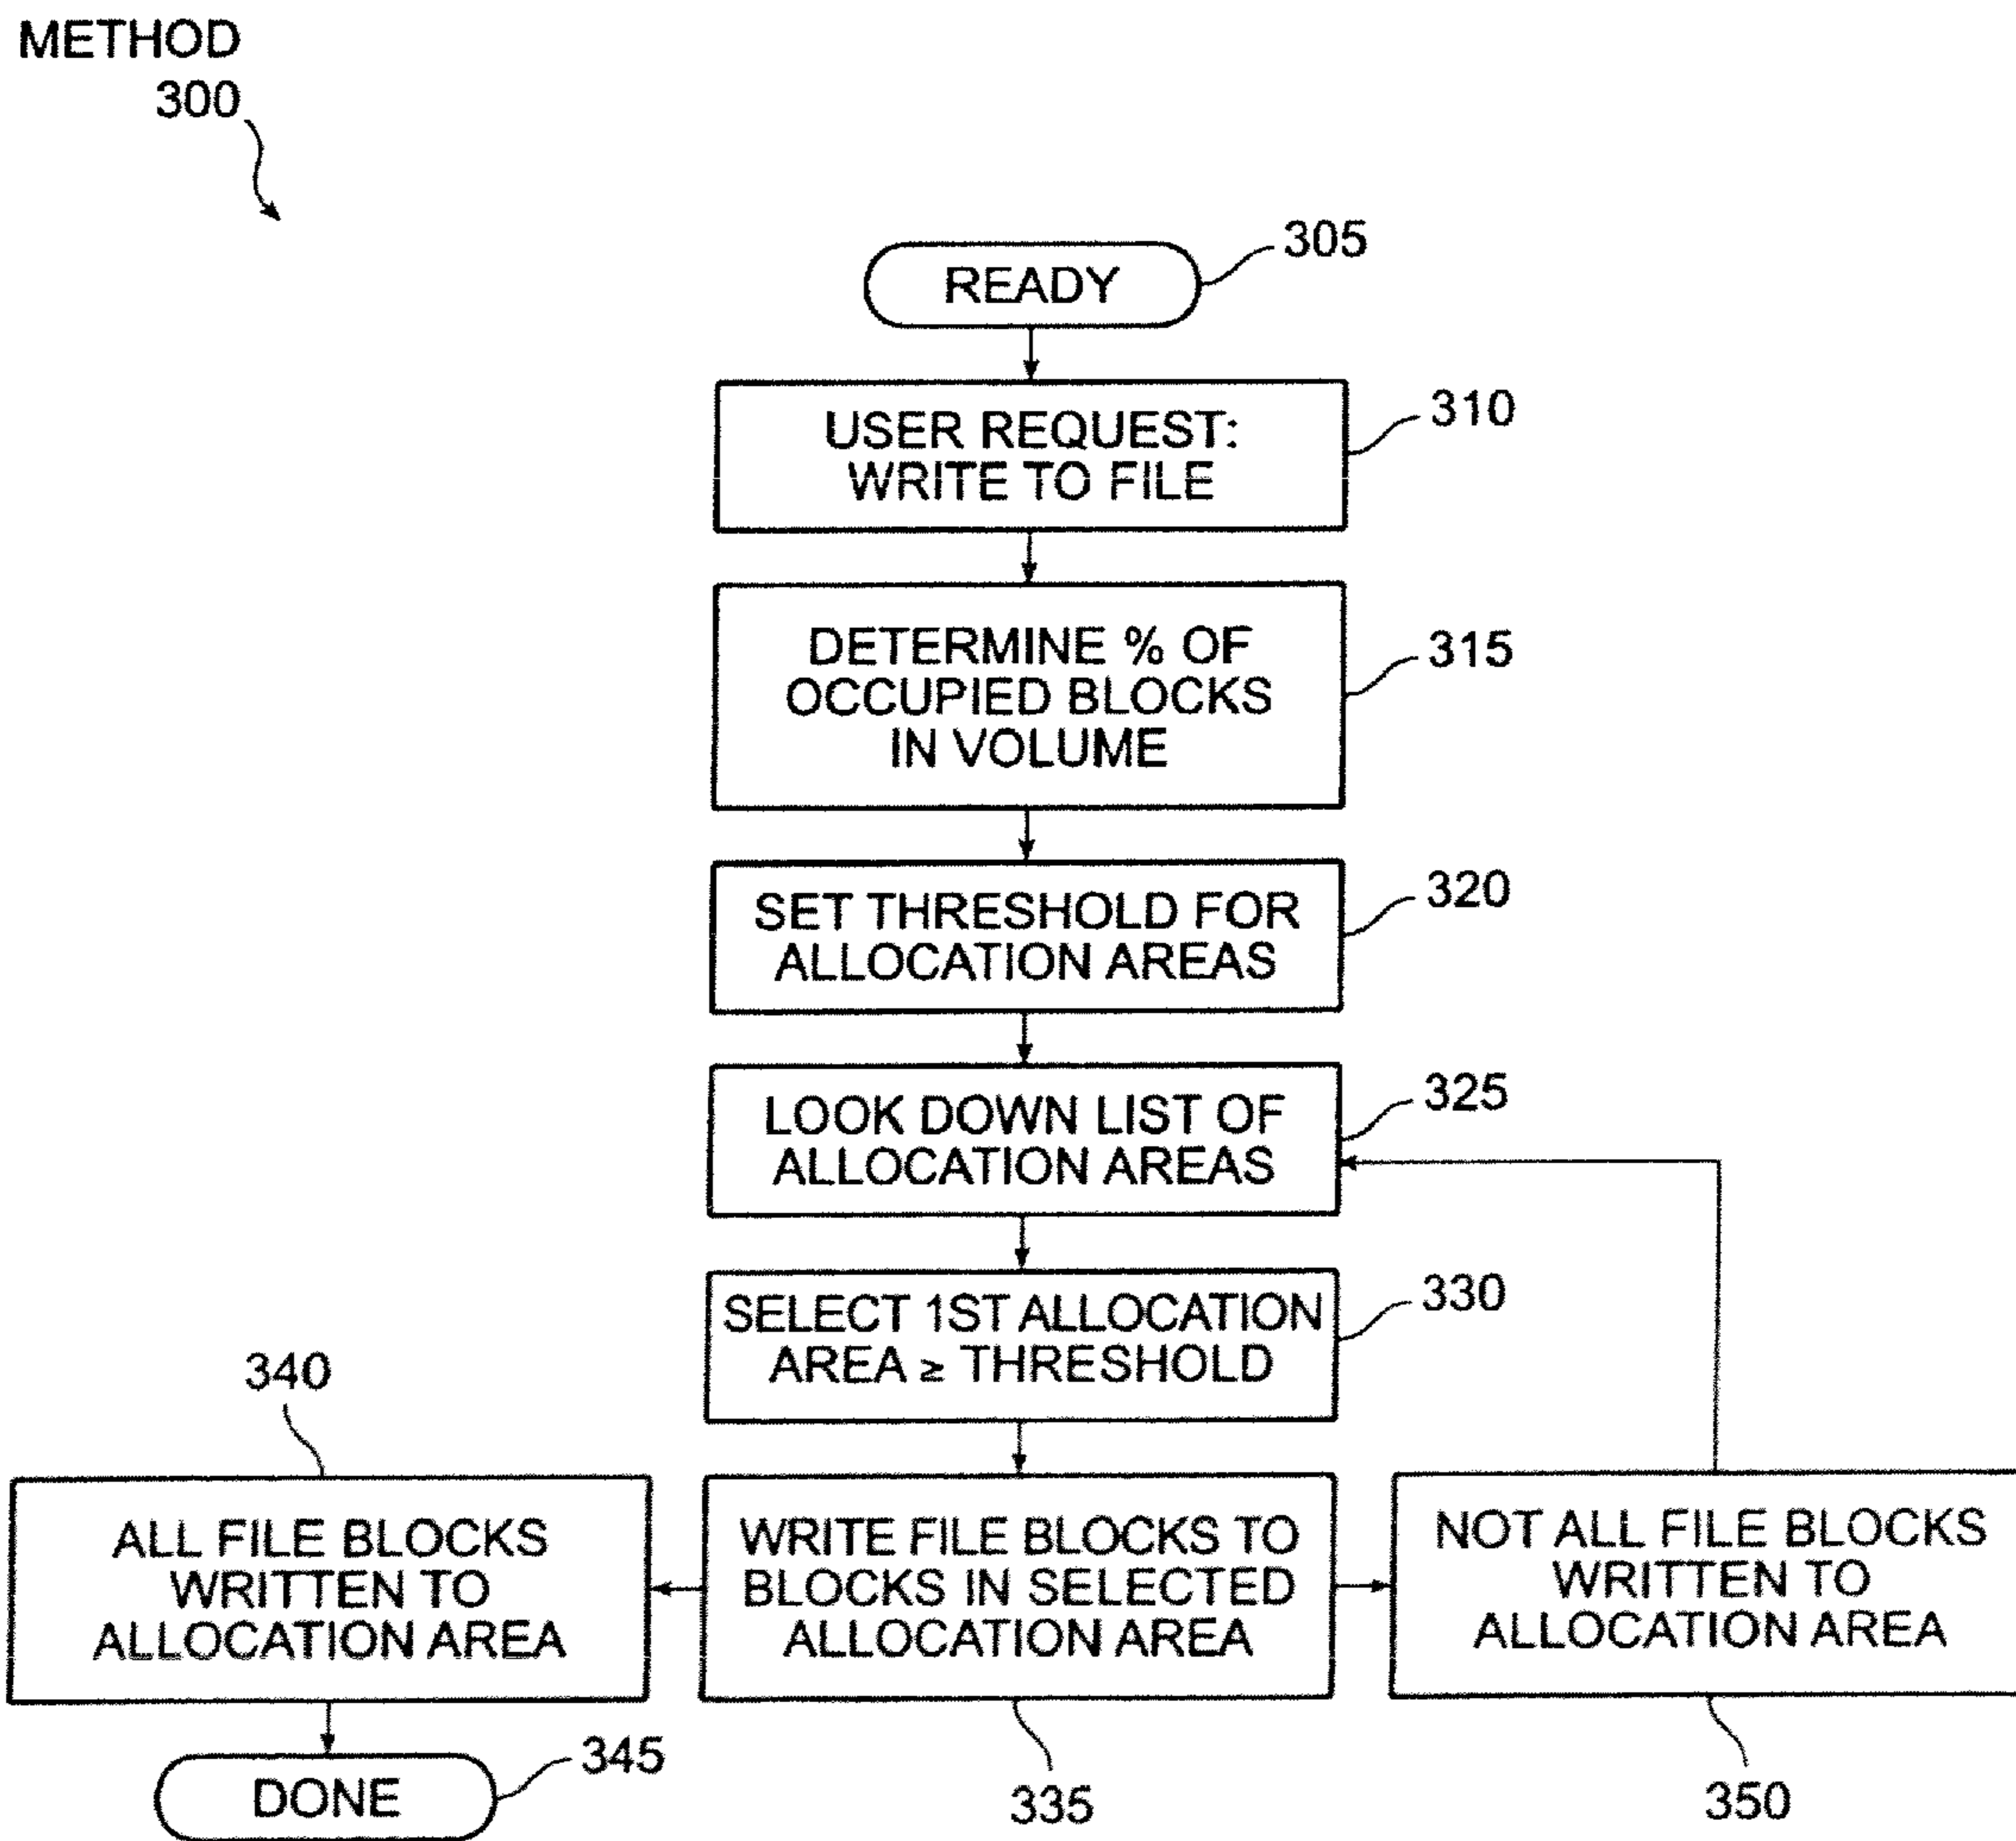 METHOD
300
READY
305
USER REQUEST:
WRITE TO FILE
310
DETERMINE % OF
OCCUPIED BLOCKS
IN VOLUME
315
SET THRESHOLD FOR
ALLOCATION AREAS
320
LOOK DOWN LIST OF
ALLOCATION AREAS
325
SELECT 1ST ALLOCATION
AREA ≥ THRESHOLD
330
340
ALL FILE BLOCKS
WRITTEN TO
ALLOCATION AREA
WRITE FILE BLOCKS TO
BLOCKS IN SELECTED
ALLOCATION AREA
NOT ALL FILE BLOCKS
WRITTEN TO
ALLOCATION AREA
DONE
345
335
350